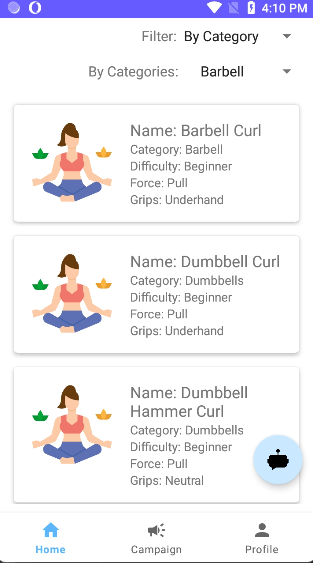 4:10 PM
Filter: By Category
By Categories: Barbell
Name: Barbell Curl
Category: Barbell
Difficulty: Beginner
Force: Pull
Grips: Underhand
Name: Dumbbell Curl
Category: Dumbbells
Difficulty: Beginner
Force: Pull
Grips: Underhand
Name: Dumbbell
Hammer Curl
Category: Dumbbells
Difficulty: Beginner
Force: Pull
Grips: Neutral
Home Campaign Profile